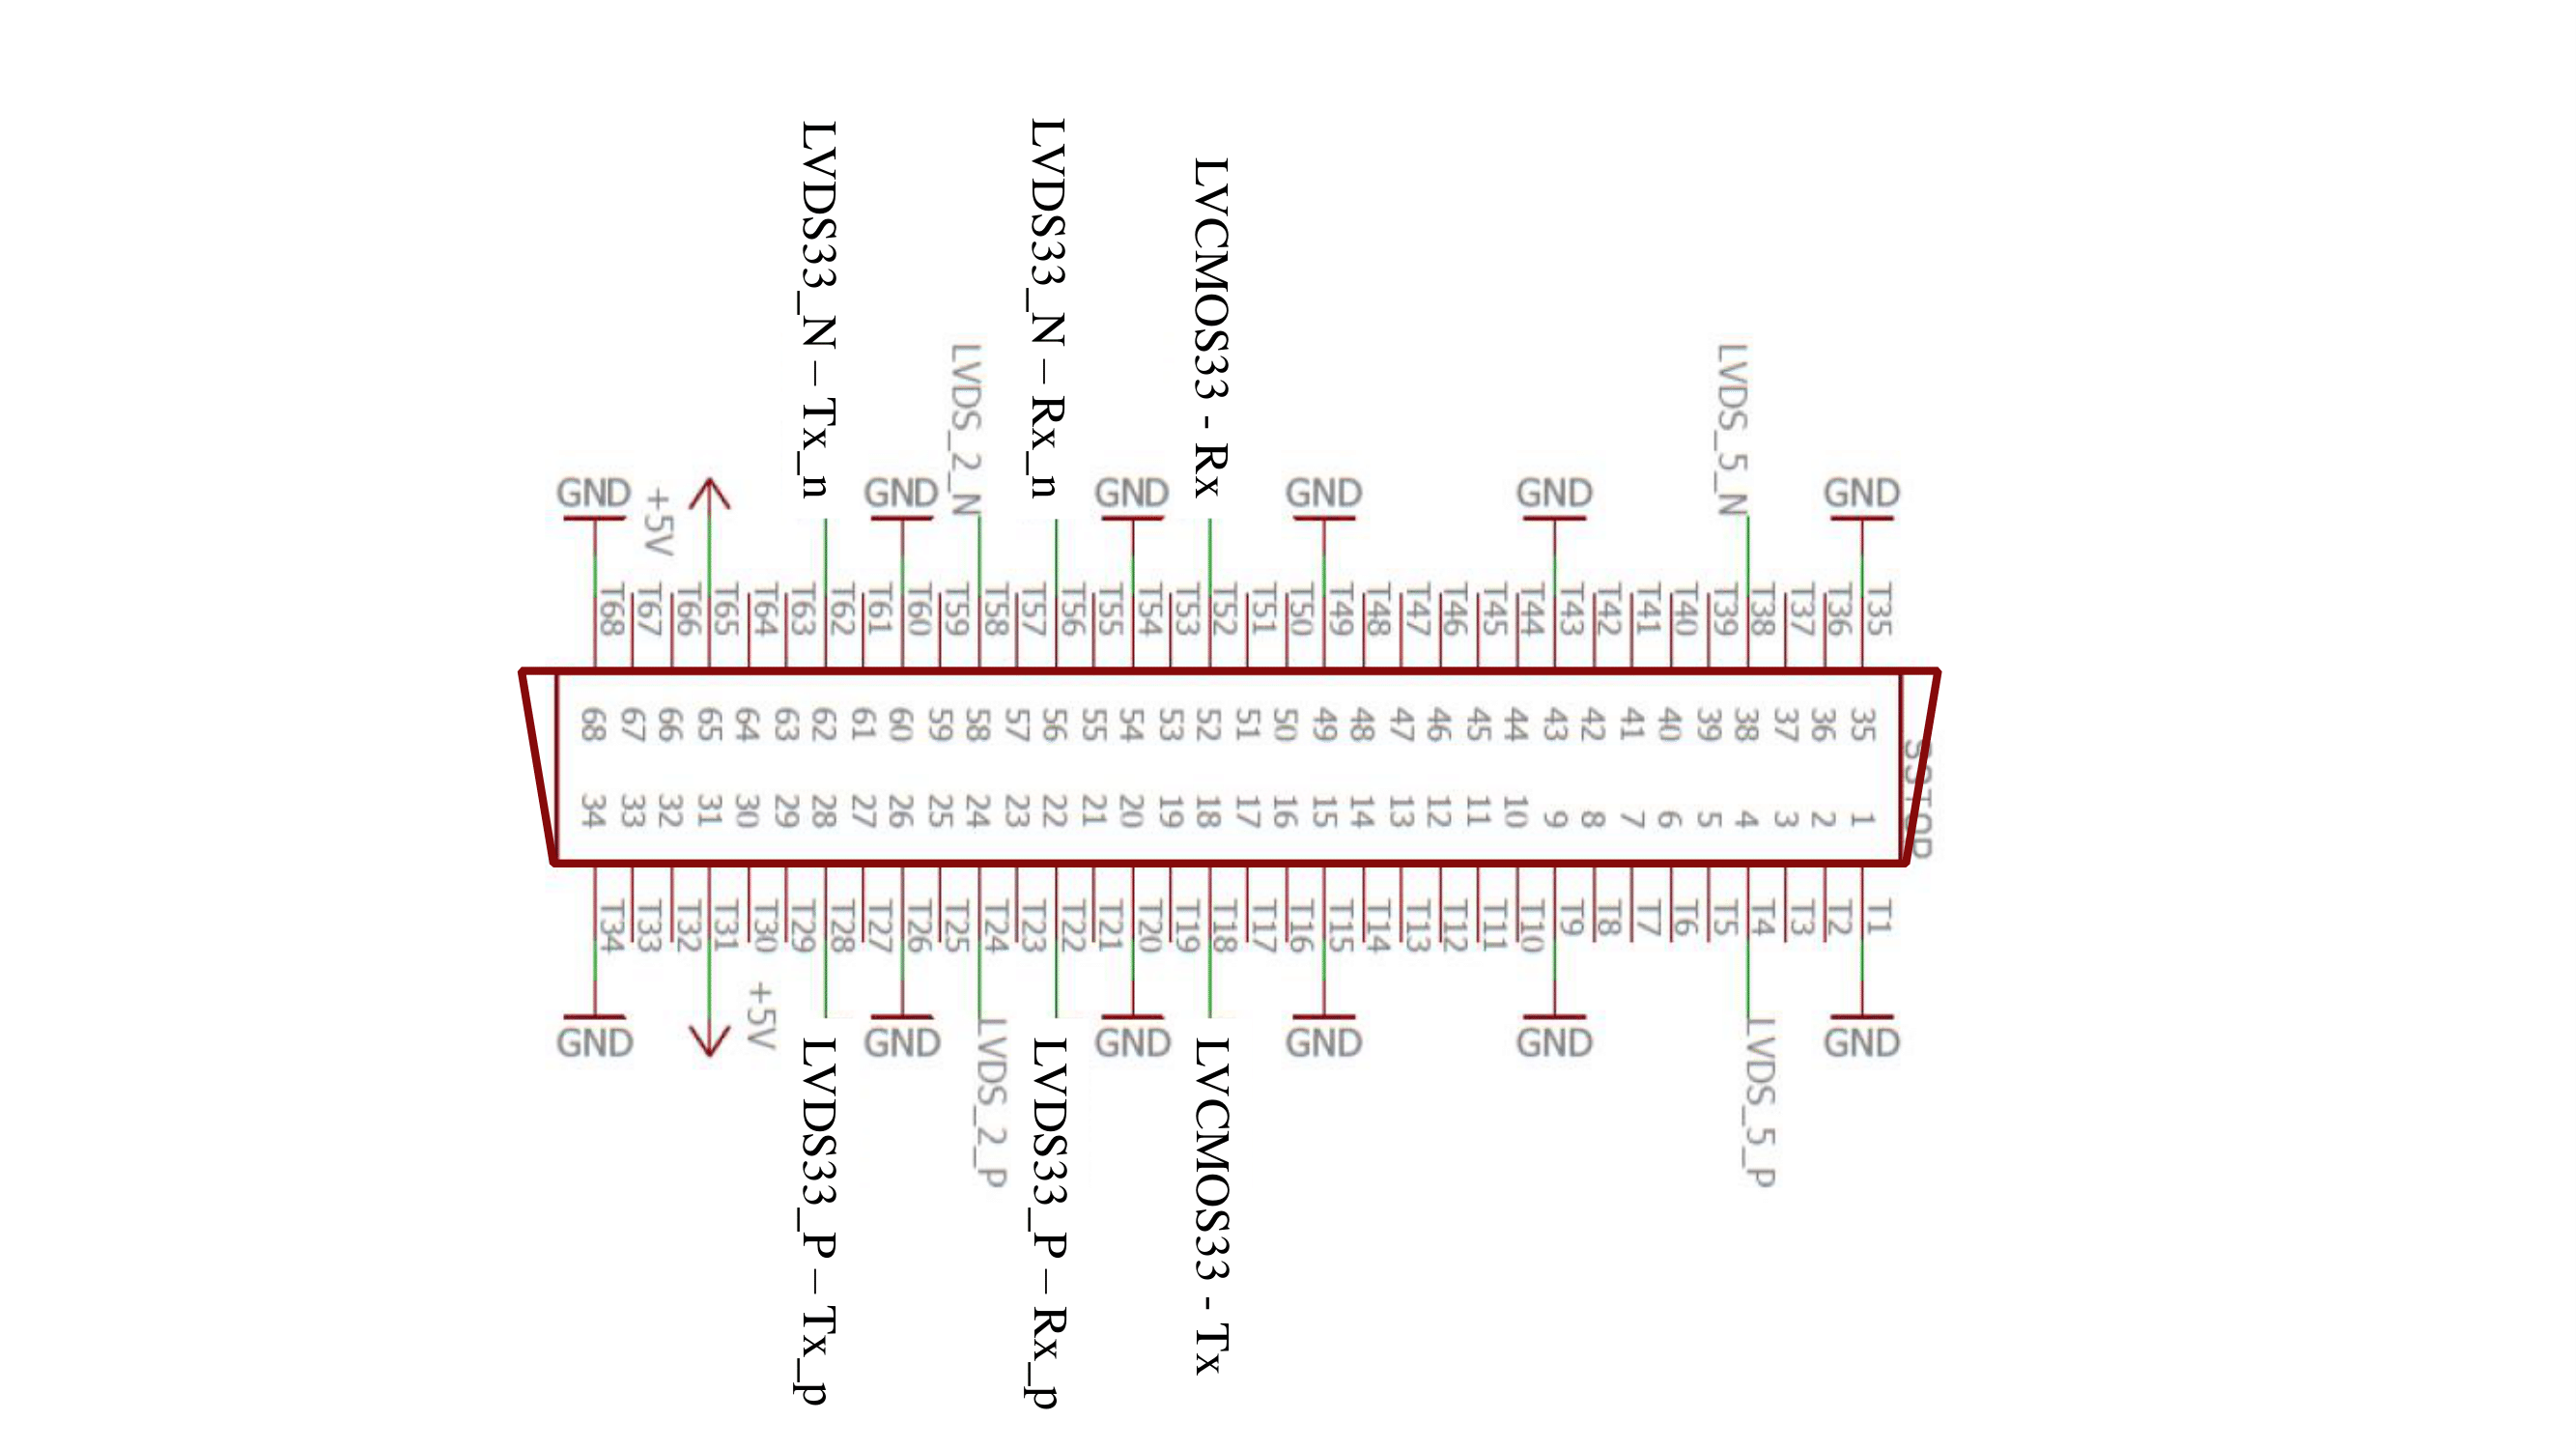 LVDS33_N – Tx_n
LVDS33_N – Rx_n
LVCMOS33 - Rx
LVDS_2_N
LVDS_5_N
GND
+5V
GND
GND
GND
GND
GND
T68 T67 T66 T65 T64 T63 T62 T61 T60 T59 T58 T57 T56 T55 T54 T53 T52 T51 T50 T49 T48 T47 T46 T45 T44 T43 T42 T41 T40 T39 T38 T37 T36 T35
68 67 66 65 64 63 62 61 60 59 58 57 56 55 54 53 52 51 50 49 48 47 46 45 44 43 42 41 40 39 38 37 36 35
34 33 32 31 30 29 28 27 26 25 24 23 22 21 20 19 18 17 16 15 14 13 12 11 10 9 8 7 6 5 4 3 2 1
T34 T33 T32 T31 T30 T29 T28 T27 T26 T25 T24 T23 T22 T21 T20 T19 T18 T17 T16 T15 T14 T13 T12 T11 T10 T9 T8 T7 T6 T5 T4 T3 T2 T1
GND
+5V
GND
GND
GND
GND
GND
LVDS33_P – Tx_p
LVDS_2_P
LVDS33_P – Rx_p
LVCMOS33 - Tx
LVDS_5_P